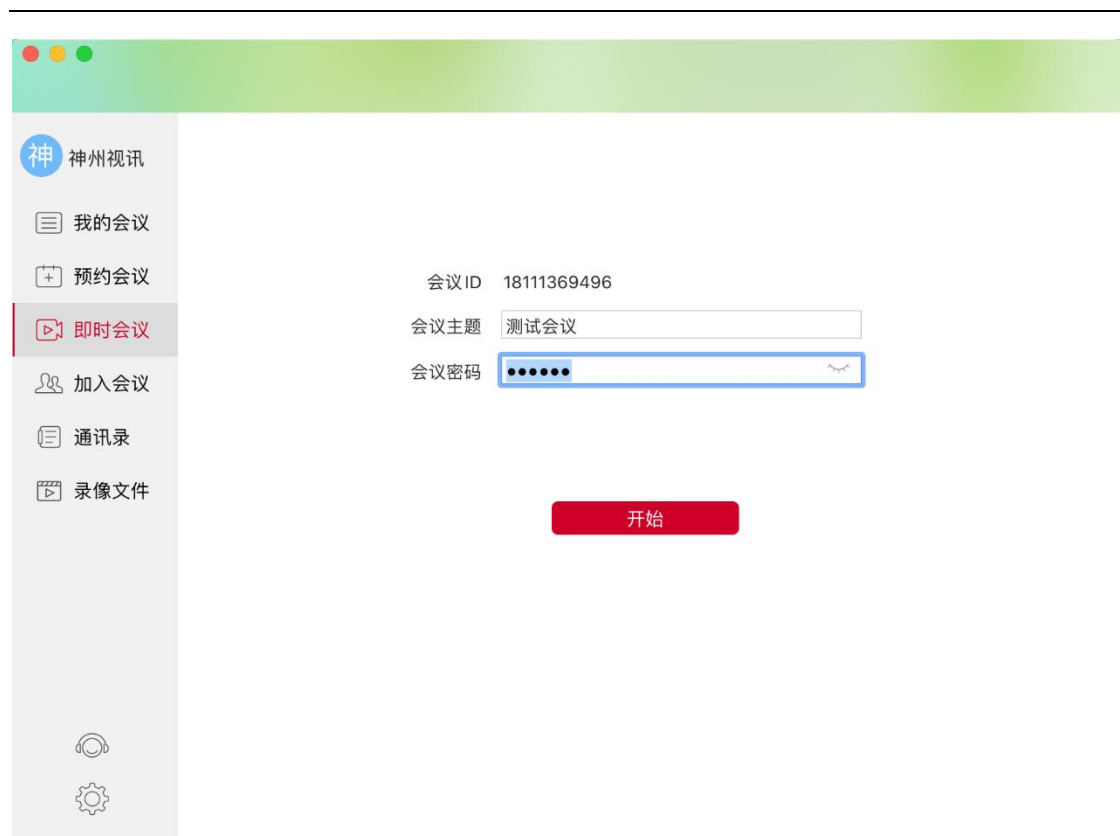 神 神州视讯
我的会议
预约会议
即时会议
加入会议
通讯录
录像文件
会议ID 18111369496
会议主题 测试会议
会议密码 ●●●●●●
开始